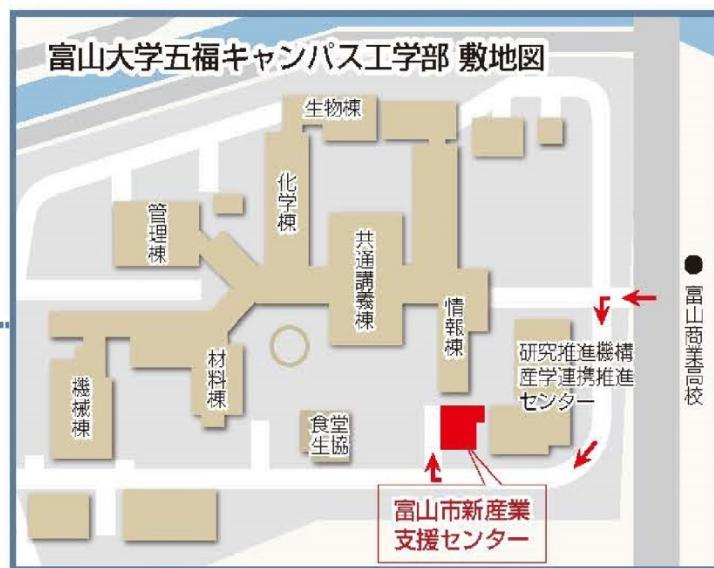 富山大学五福キャンパス工学部 敷地図
生物棟
化学棟
管理棟
共通講義棟
情報棟
富山商業高校
研究推進機構
産学連携推進
センター
材料棟
機械棟
食堂
生協
富山市新産業
支援センター